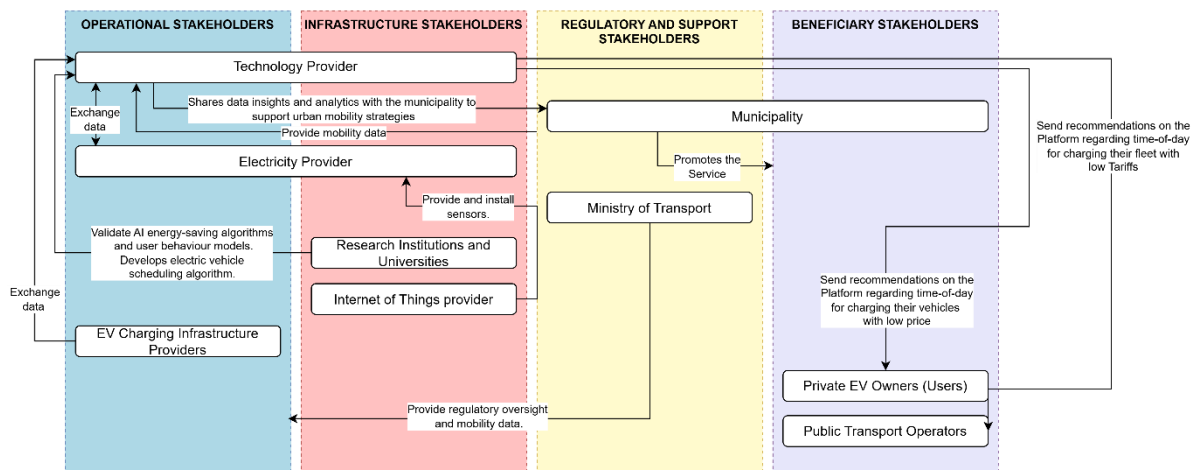 OPERATIONAL STAKEHOLDERS
INFRASTRUCTURE STAKEHOLDERS
REGULATORY AND SUPPORT
STAKEHOLDERS
BENEFICIARY STAKEHOLDERS
Technology Provider
Exchange
data
Shares data insights and analytics with the municipality to
support urban mobility strategies
Municipality
Provide mobility data
Send recommendations on the
Platform regarding time-of-day
for charging their fleet with
low Tariffs
Electricity Provider
Promotes the
Service
Provide and install
sensors.
Ministry of Transport
Validate AI energy-saving algorithms
and user behaviour models.
Develops electric vehicle
scheduling algorithm.
Research Institutions and
Universities
Exchange
data
Internet of Things provider
Send recommendations on the
Platform regarding time-of-day
for charging their vehicles
with low price
EV Charging Infrastructure
Providers
Private EV Owners (Users)
Provide regulatory oversight
and mobility data.
Public Transport Operators